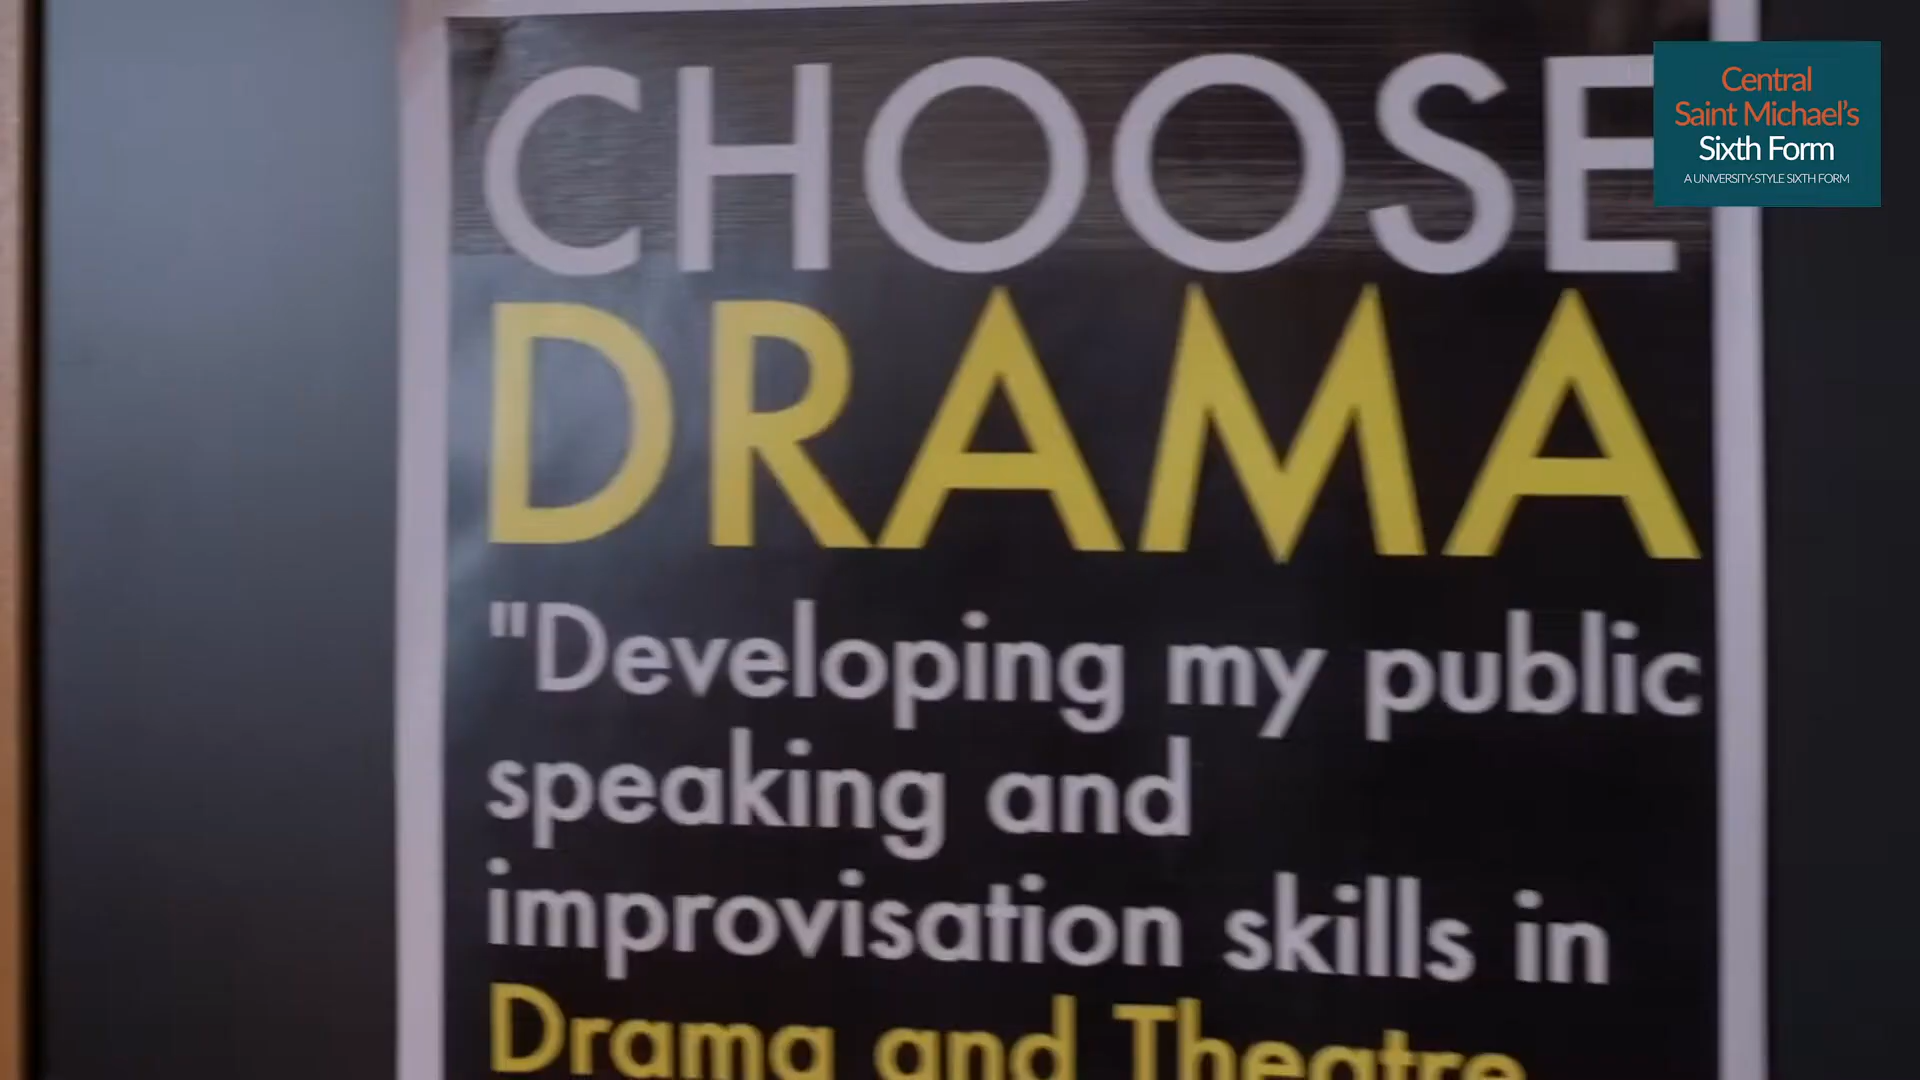 CHOOSE
DRAMA
"Developing my public
speaking and
improvisation skills in
Drama and Theatre
Central
Saint Michael's
Sixth Form
A UNIVERSITY-STYLE SIXTH FORM